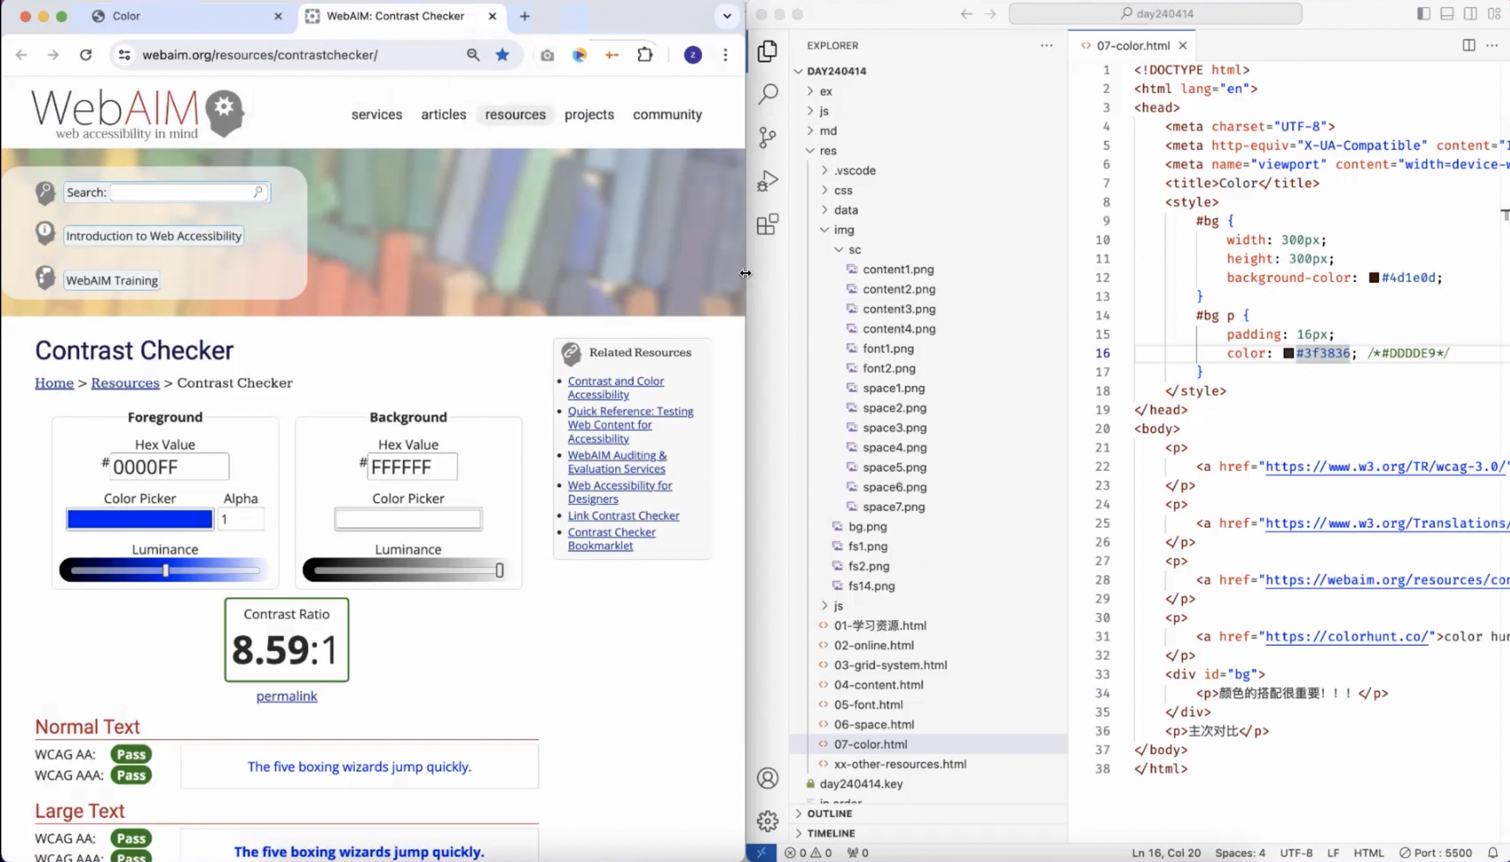 Color
WebAIM: Contrast Checker
webaim.org/resources/contrastchecker/
WebAIM
web accessibility in mind
services articles resources projects community
Search:
Introduction to Web Accessibility
WebAIM Training
Contrast Checker
Home > Resources > Contrast Checker
Foreground
Hex Value
# 0000FF
Color Picker Alpha
1
Luminance
Background
Hex Value
# FFFFFF
Color Picker
Luminance
Contrast Ratio
8.59:1
permalink
Related Resources
Contrast and Color
Accessibility
Quick Reference: Testing
Web Content for
Accessibility
WebAIM Auditing &
Evaluation Services
Web Accessibility for
Designers
Link Contrast Checker
Contrast Checker
Bookmarklet
Normal Text
WCAG AA: Pass
WCAG AAA: Pass
The five boxing wizards jump quickly.
Large Text
WCAG AA: Pass
WCAG AAA: Pass
The five boxing wizards jump quickly.
day240414
EXPLORER
DAY240414
ex
js
md
res
.vscode
css
data
img
sc
content1.png
content2.png
content3.png
content4.png
font1.png
font2.png
space1.png
space2.png
space3.png
space4.png
space5.png
space6.png
space7.png
bg.png
fs1.png
fs2.png
fs14.png
js
01-学习资源.html
02-online.html
03-grid-system.html
04-content.html
05-font.html
06-space.html
07-color.html
xx-other-resources.html
day240414.key
OUTLINE
TIMELINE
07-color.html
1 <!DOCTYPE html>
2 <html lang="en">
3 <head>
4 <meta charset="UTF-8">
5 <meta http-equiv="X-UA-Compatible" content="I
6 <meta name="viewport" content="width=device-w
7 <title>Color</title>
8 <style>
9 #bg {
10 width: 300px;
11 height: 300px;
12 background-color: #4d1e0d;
13 }
14 #bg p {
15 padding: 16px;
16 color: #3f3836; /*#DDDDE9*/
17 }
18 </style>
19 </head>
20 <body>
21 <p>
22 <a href="https://www.w3.org/TR/wcag-3.0/"
23 </p>
24 <p>
25 <a href="https://www.w3.org/Translations/
26 </p>
27 <p>
28 <a href="https://webaim.org/resources/con
29 </p>
30 <p>
31 <a href="https://colorhunt.co/">color hun
32 </p>
33 <div id="bg">
34 <p>颜色的搭配很重要！！！</p>
35 </div>
36 <p>主次对比</p>
37 </body>
38 </html>
0 0 0 Ln 16, Col 20 Spaces: 4 UTF-8 LF HTML Port : 5500